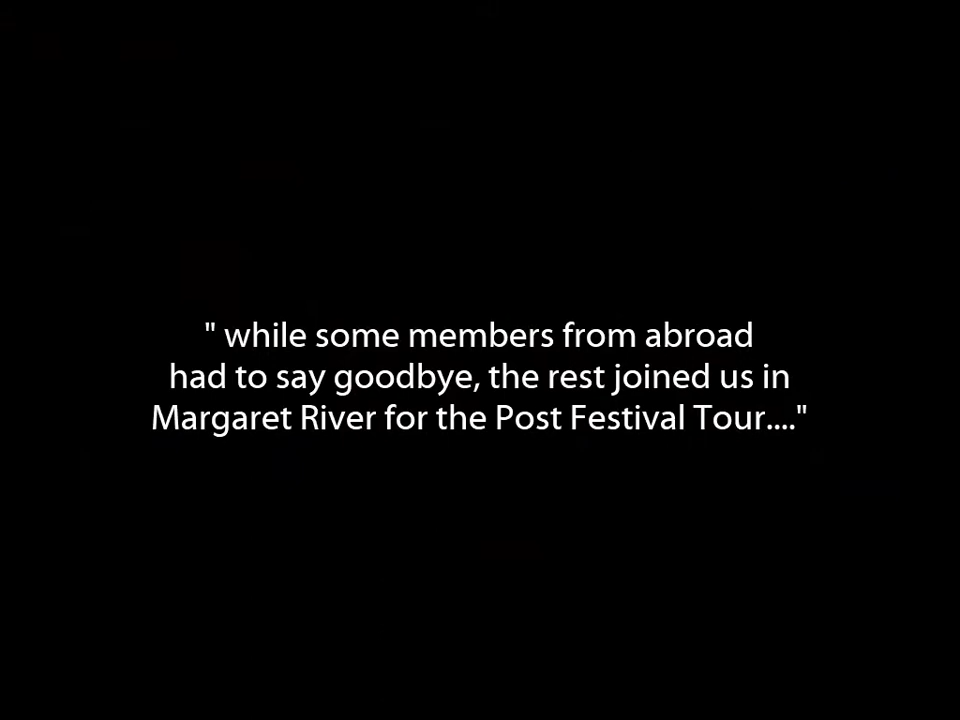 " while some members from abroad
had to say goodbye, the rest joined us in
Margaret River for the Post Festival Tour...."